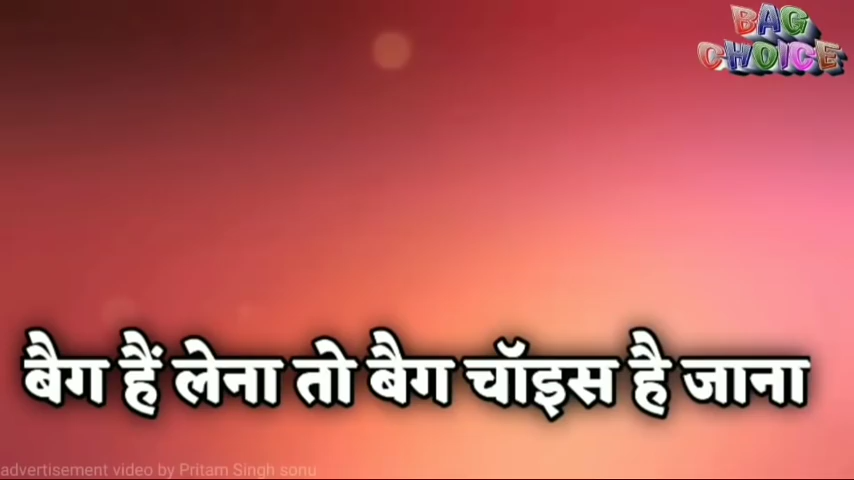 BAG
CHOICE
बैग हैं लेना तो बैग चॉइस है जाना
advertisement video by Pritam Singh sonu